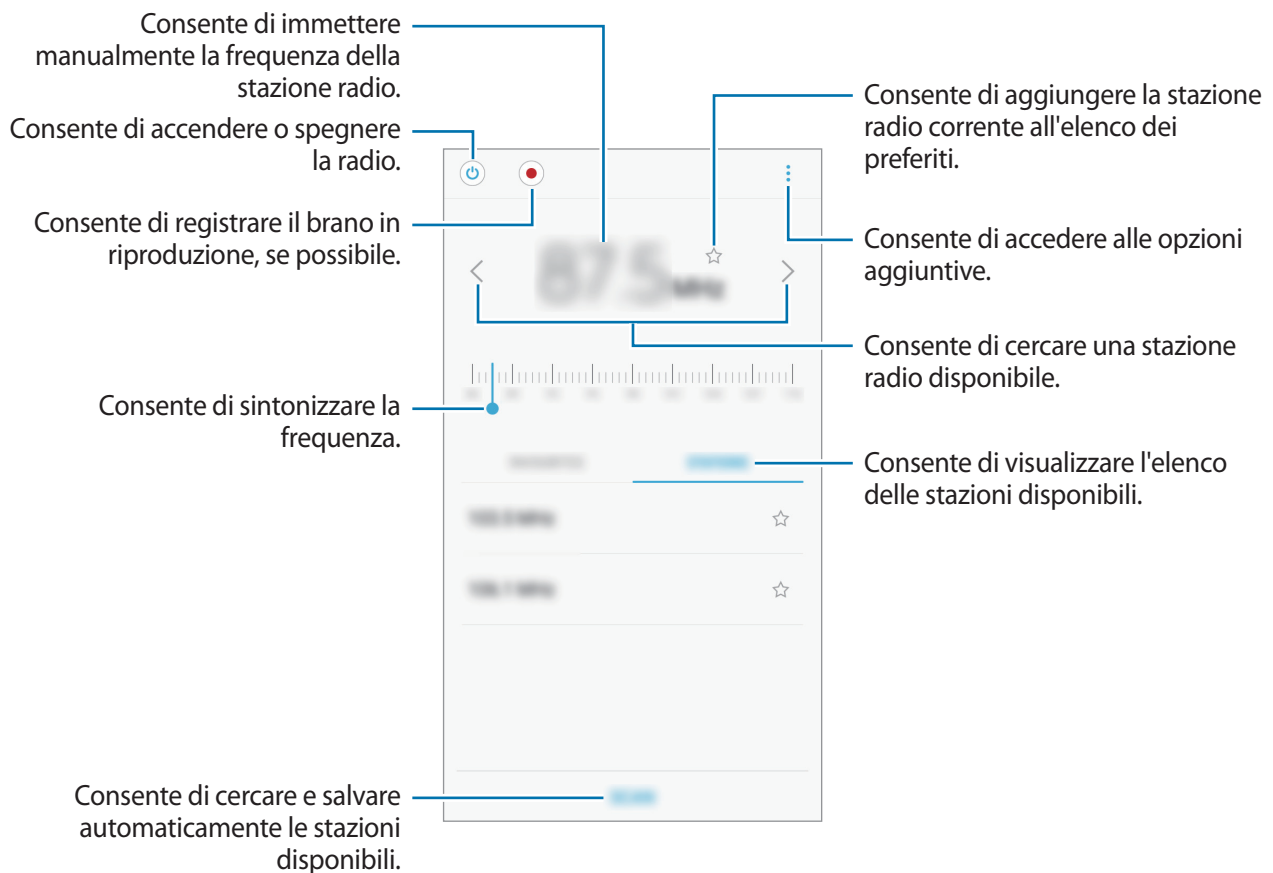 Consente di immettere
manualmente la frequenza della
stazione radio.
Consente di accendere o spegnere
la radio.
Consente di registrare il brano in
riproduzione, se possibile.
Consente di sintonizzare la
frequenza.
Consente di cercare e salvare
automaticamente le stazioni
disponibili.
Consente di aggiungere la stazione
radio corrente all'elenco dei
preferiti.
Consente di accedere alle opzioni
aggiuntive.
Consente di cercare una stazione
radio disponibile.
Consente di visualizzare l'elenco
delle stazioni disponibili.
87.5 MHz
SCAN